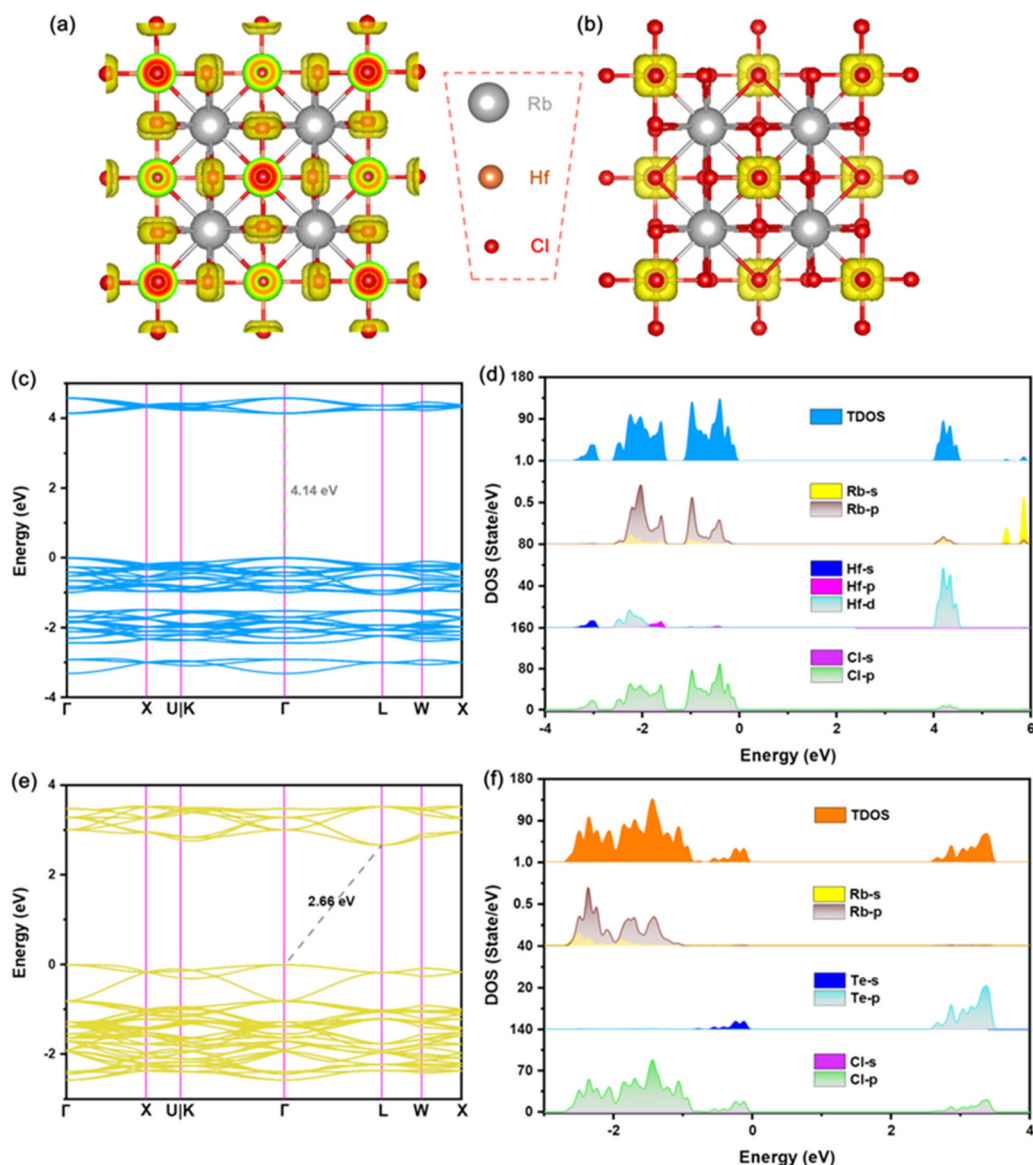 (a)
(b)
Rb
Hf
Cl
(c)
Energy (eV)
4
2
0
-2
-4
4.14 eV
Γ X U|K Γ L W X
(d)
DOS (State/eV)
180
90
1.0
0.5
80
40
160
80
0
TDOS
Rb-s
Rb-p
Hf-s
Hf-p
Hf-d
Cl-s
Cl-p
-4 -2 0 2 4 6
Energy (eV)
(e)
Energy (eV)
4
2
0
-2
2.66 eV
Γ X U|K Γ L W X
(f)
DOS (State/eV)
180
90
1.0
0.5
40
20
140
70
0
TDOS
Rb-s
Rb-p
Te-s
Te-p
Cl-s
Cl-p
-2 0 2 4
Energy (eV)